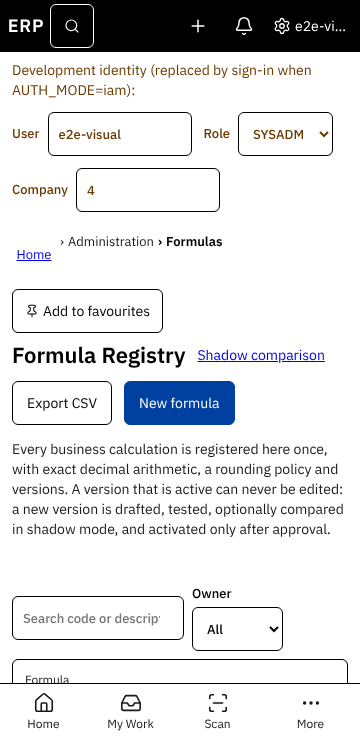 ERP
e2e-vi...
Development identity (replaced by sign-in when
AUTH_MODE=iam):
User
e2e-visual
Role
SYSADM
Company
4
Home
› Administration › Formulas
Add to favourites
Formula Registry
Shadow comparison
Export CSV
New formula
Every business calculation is registered here once,
with exact decimal arithmetic, a rounding policy and
versions. A version that is active can never be edited:
a new version is drafted, tested, optionally compared
in shadow mode, and activated only after approval.
Owner
Search code or descrip
All
Formula
Home
My Work
Scan
More